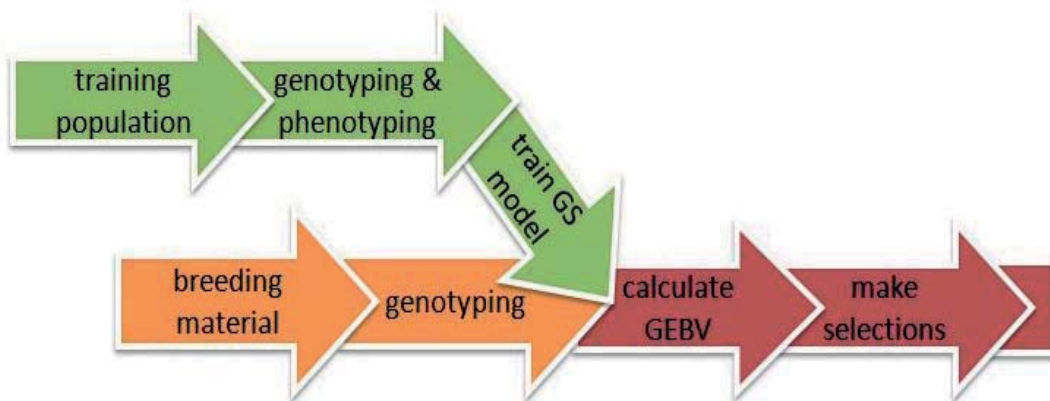 training
population
genotyping &
phenotyping
train GS
model
breeding
material
genotyping
calculate
GEBV
make
selections